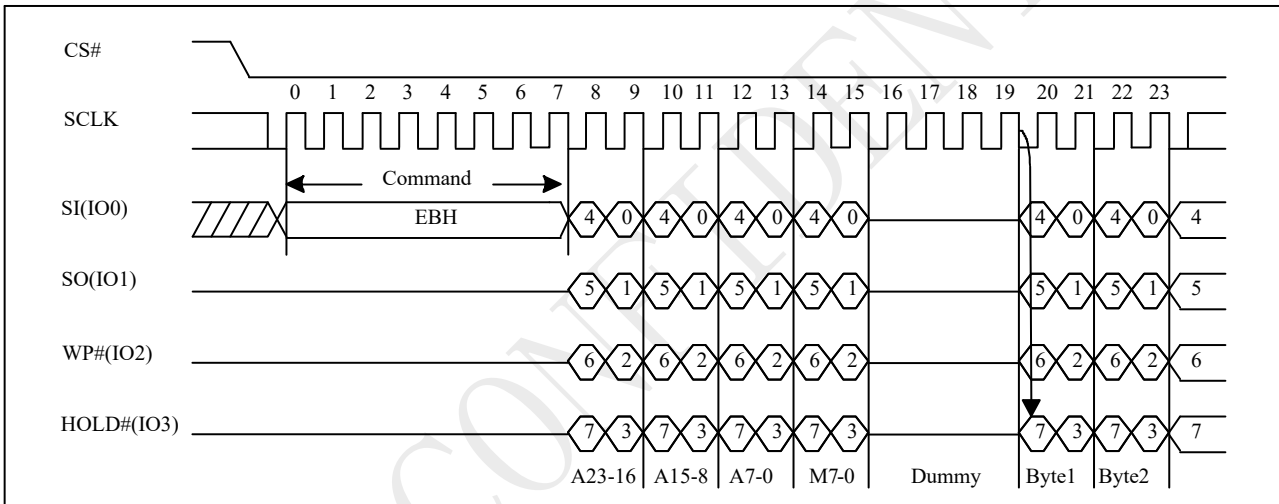 CS#
0 1 2 3 4 5 6 7 8 9 10 11 12 13 14 15 16 17 18 19 20 21 22 23
SCLK
Command
SI(IO0) EBH 4 0 4 0 4 0 4 0 4 0 4 0 4
SO(IO1) 5 1 5 1 5 1 5 1 5 1 5 1 5
WP#(IO2) 6 2 6 2 6 2 6 2 6 2 6 2 6
HOLD#(IO3) 7 3 7 3 7 3 7 3 7 3 7 3 7
A23-16 A15-8 A7-0 M7-0 Dummy Byte1 Byte2